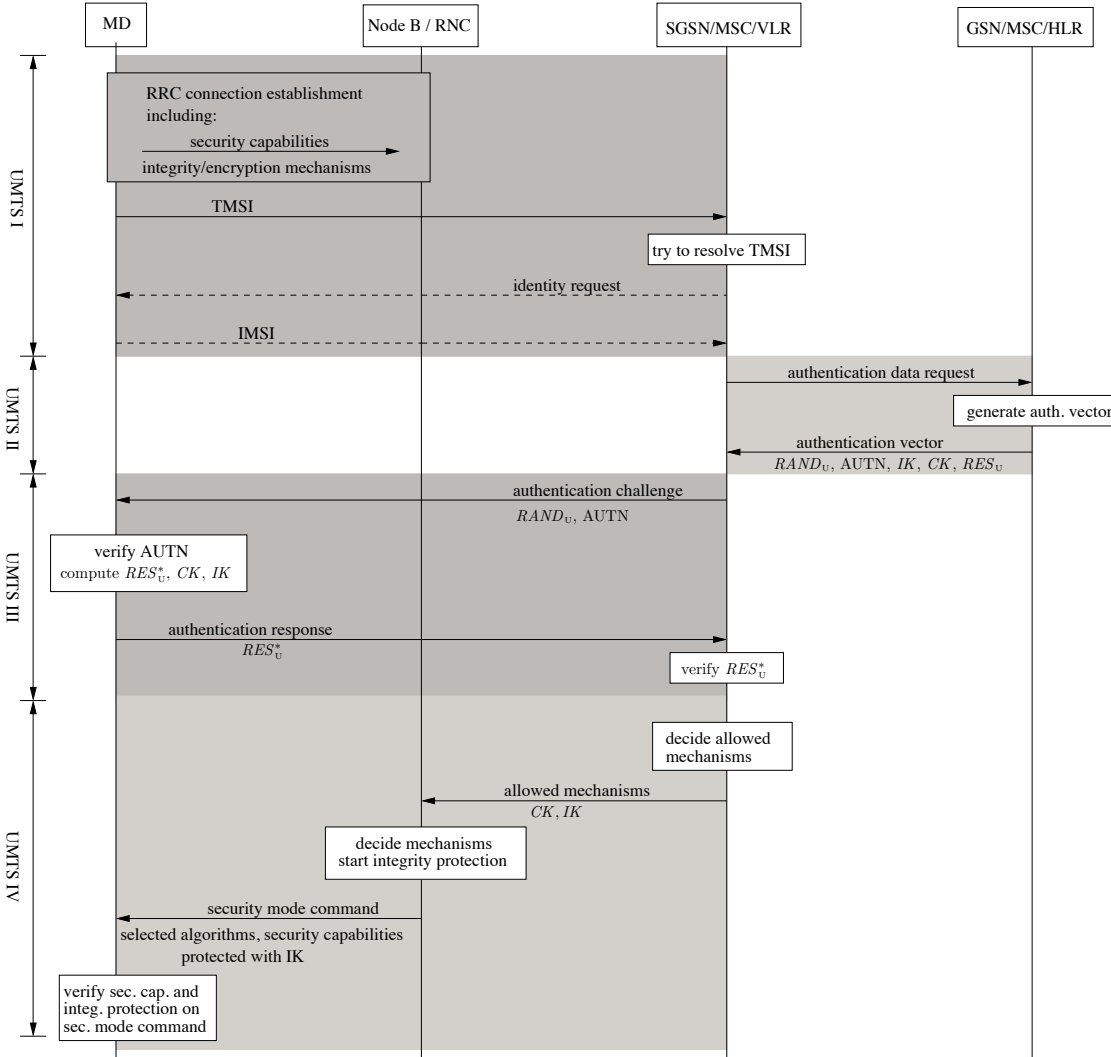 MD
Node B / RNC
SGSN/MSC/VLR
GSN/MSC/HLR
UMTS I
RRC connection establishment
including:
security capabilities
integrity/encryption mechanisms
TMSI
try to resolve TMSI
identity request
IMSI
UMTS II
authentication data request
generate auth. vector
authentication vector
RAND_U, AUTN, IK, CK, RES_U
UMTS III
authentication challenge
RAND_U, AUTN
verify AUTN
compute RES*_U, CK, IK
authentication response
RES*_U
verify RES*_U
UMTS IV
decide allowed
mechanisms
allowed mechanisms
CK, IK
decide mechanisms
start integrity protection
security mode command
selected algorithms, security capabilities
protected with IK
verify sec. cap. and
integ. protection on
sec. mode command